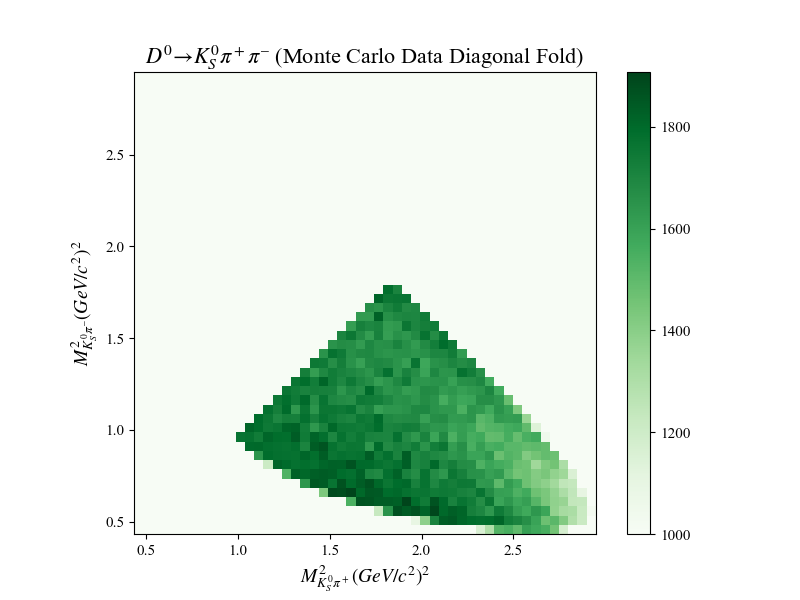 D⁰→K⁰_Sπ⁺π⁻ (Monte Carlo Data Diagonal Fold)
M²_{K⁰_Sπ⁻}(GeV/c²)²
2.5
2.0
1.5
1.0
0.5
0.5 1.0 1.5 2.0 2.5
M²_{K⁰_Sπ⁺}(GeV/c²)²
1800
1600
1400
1200
1000